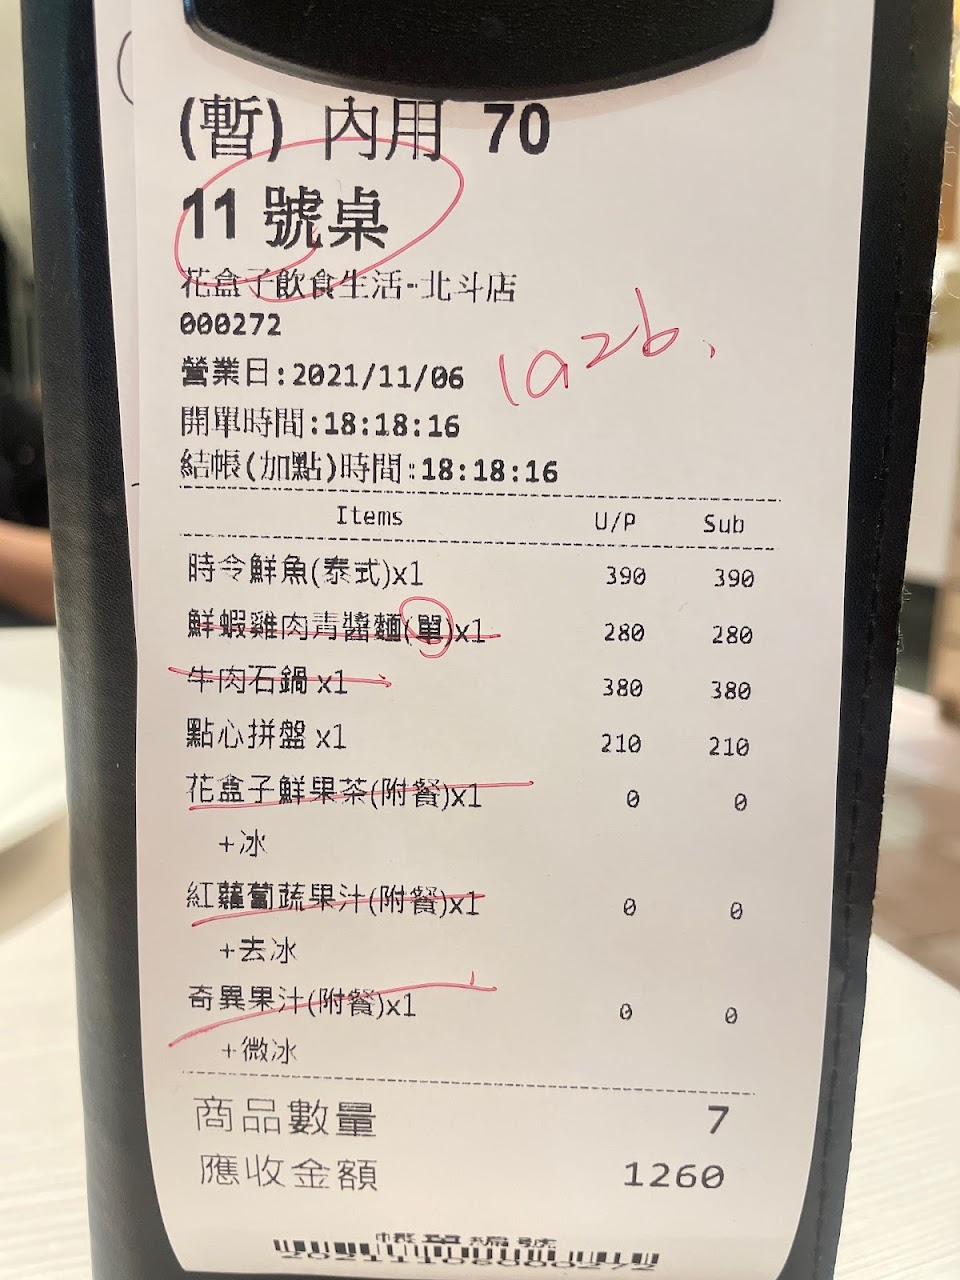 (暫) 內用 70
11 號桌
花盒子飲食生活-北斗店
000272
1a2b.
營業日:2021/11/06
開單時間:18:18:16
結帳(加點)時間:18:18:16
Items U/P Sub
時令鮮魚(泰式)x1 390 390
鮮蝦雞肉青醬麵(單)x1 280 280
牛肉石鍋 x1 380 380
點心拼盤 x1 210 210
花盒子鮮果茶(附餐)x1 0 0
+冰
紅蘿蔔蔬果汁(附餐)x1 0 0
+去冰
奇異果汁(附餐)x1 0 0
+微冰
商品數量 7
應收金額 1260
帳單編號